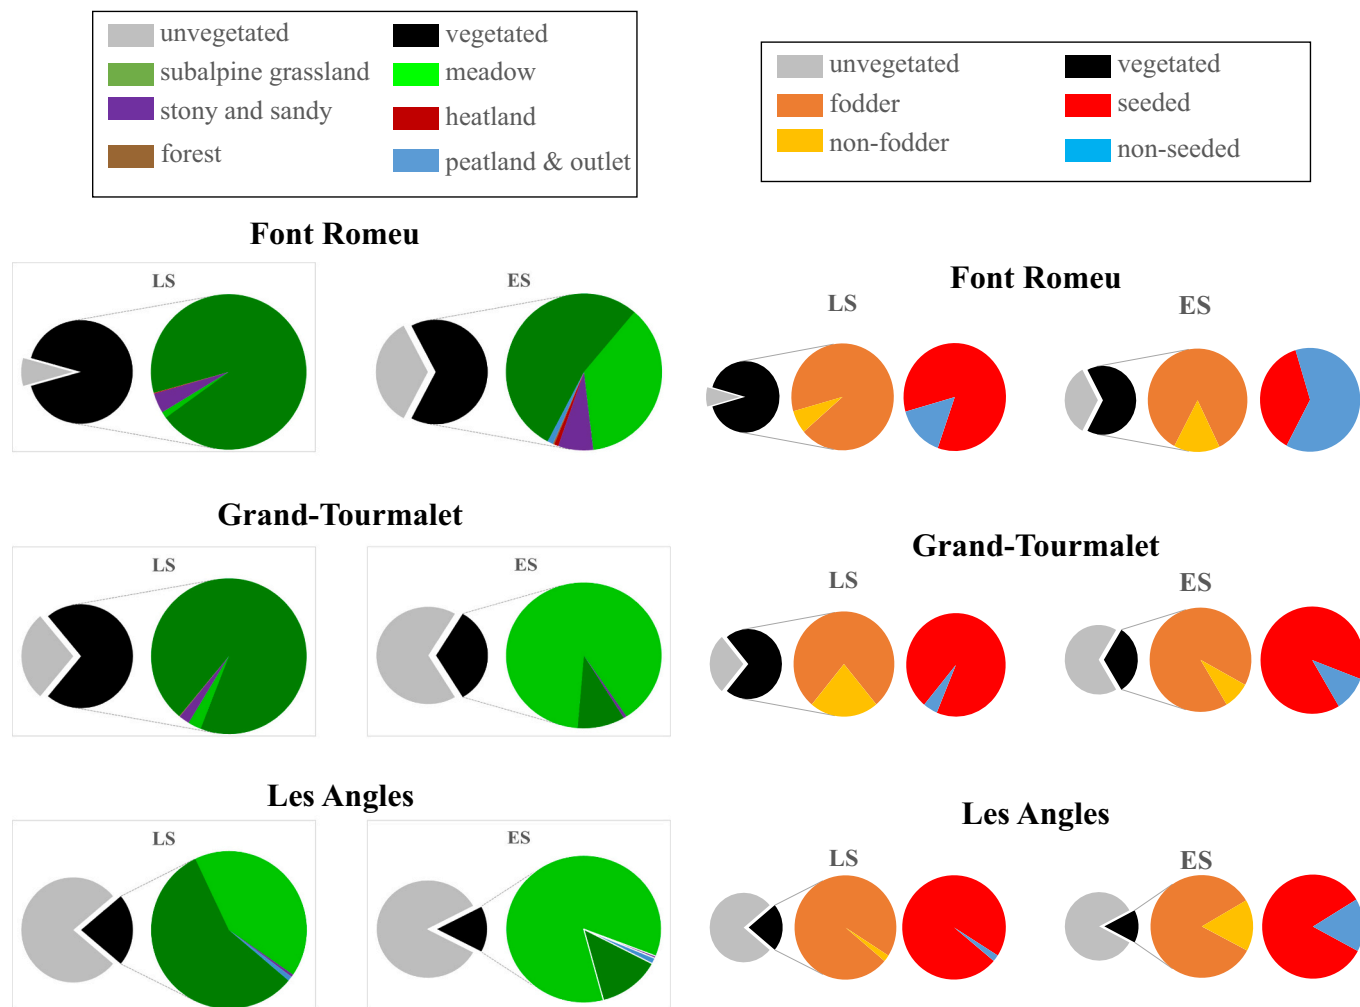 unvegetated
vegetated
subalpine grassland
meadow
stony and sandy
heatland
forest
peatland & outlet
Font Romeu
LS
ES
Grand-Tourmalet
LS
ES
Les Angles
LS
ES
unvegetated
vegetated
fodder
seeded
non-fodder
non-seeded
Font Romeu
LS
ES
Grand-Tourmalet
LS
ES
Les Angles
LS
ES